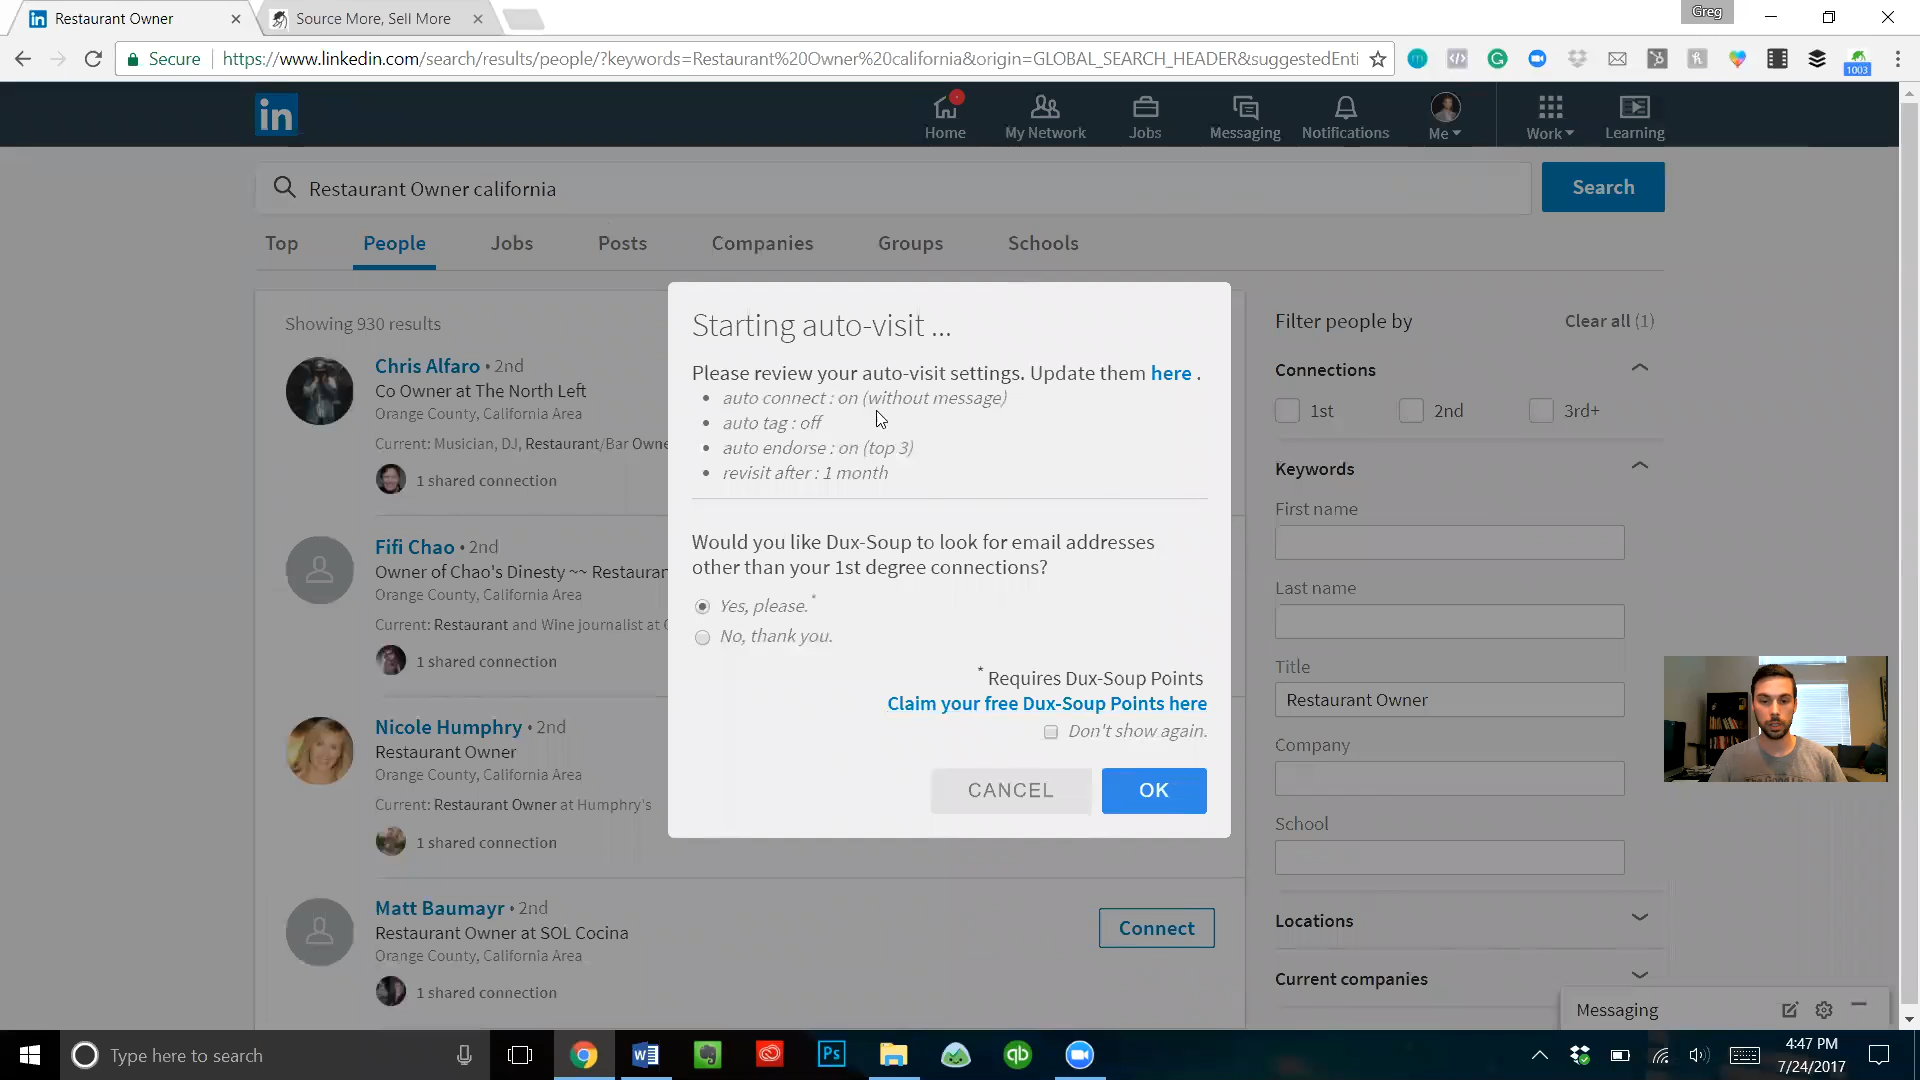 Restaurant Owner
Source More, Sell More
Greg
Secure
https://www.linkedin.com/search/results/people/?keywords=Restaurant%20Owner%20california&origin=GLOBAL_SEARCH_HEADER&suggestedEnti
1003
in
Home
My Network
Jobs
Messaging
Notifications
Me
Work
Learning
Restaurant Owner california
Search
Top
People
Jobs
Posts
Companies
Groups
Schools
Showing 930 results
Chris Alfaro • 2nd
Co Owner at The North Left
Orange County, California Area
Current: Musician, DJ, Restaurant/Bar Owne
1 shared connection
Fifi Chao • 2nd
Owner of Chao's Dinesty ~~ Restauran
Orange County, California Area
Current: Restaurant and Wine journalist at
1 shared connection
Nicole Humphry • 2nd
Restaurant Owner
Orange County, California Area
Current: Restaurant Owner at Humphry's
1 shared connection
Matt Baumayr • 2nd
Restaurant Owner at SOL Cocina
Orange County, California Area
1 shared connection
Connect
Starting auto-visit ...
Please review your auto-visit settings. Update them here .
• auto connect : on (without message)
• auto tag : off
• auto endorse : on (top 3)
• revisit after : 1 month
Would you like Dux-Soup to look for email addresses
other than your 1st degree connections?
Yes, please.*
No, thank you.
* Requires Dux-Soup Points
Claim your free Dux-Soup Points here
Don't show again.
CANCEL
OK
Filter people by
Clear all (1)
Connections
1st
2nd
3rd+
Keywords
First name
Last name
Title
Restaurant Owner
Company
School
Locations
Current companies
Messaging
Type here to search
Ps
qb
4:47 PM
7/24/2017